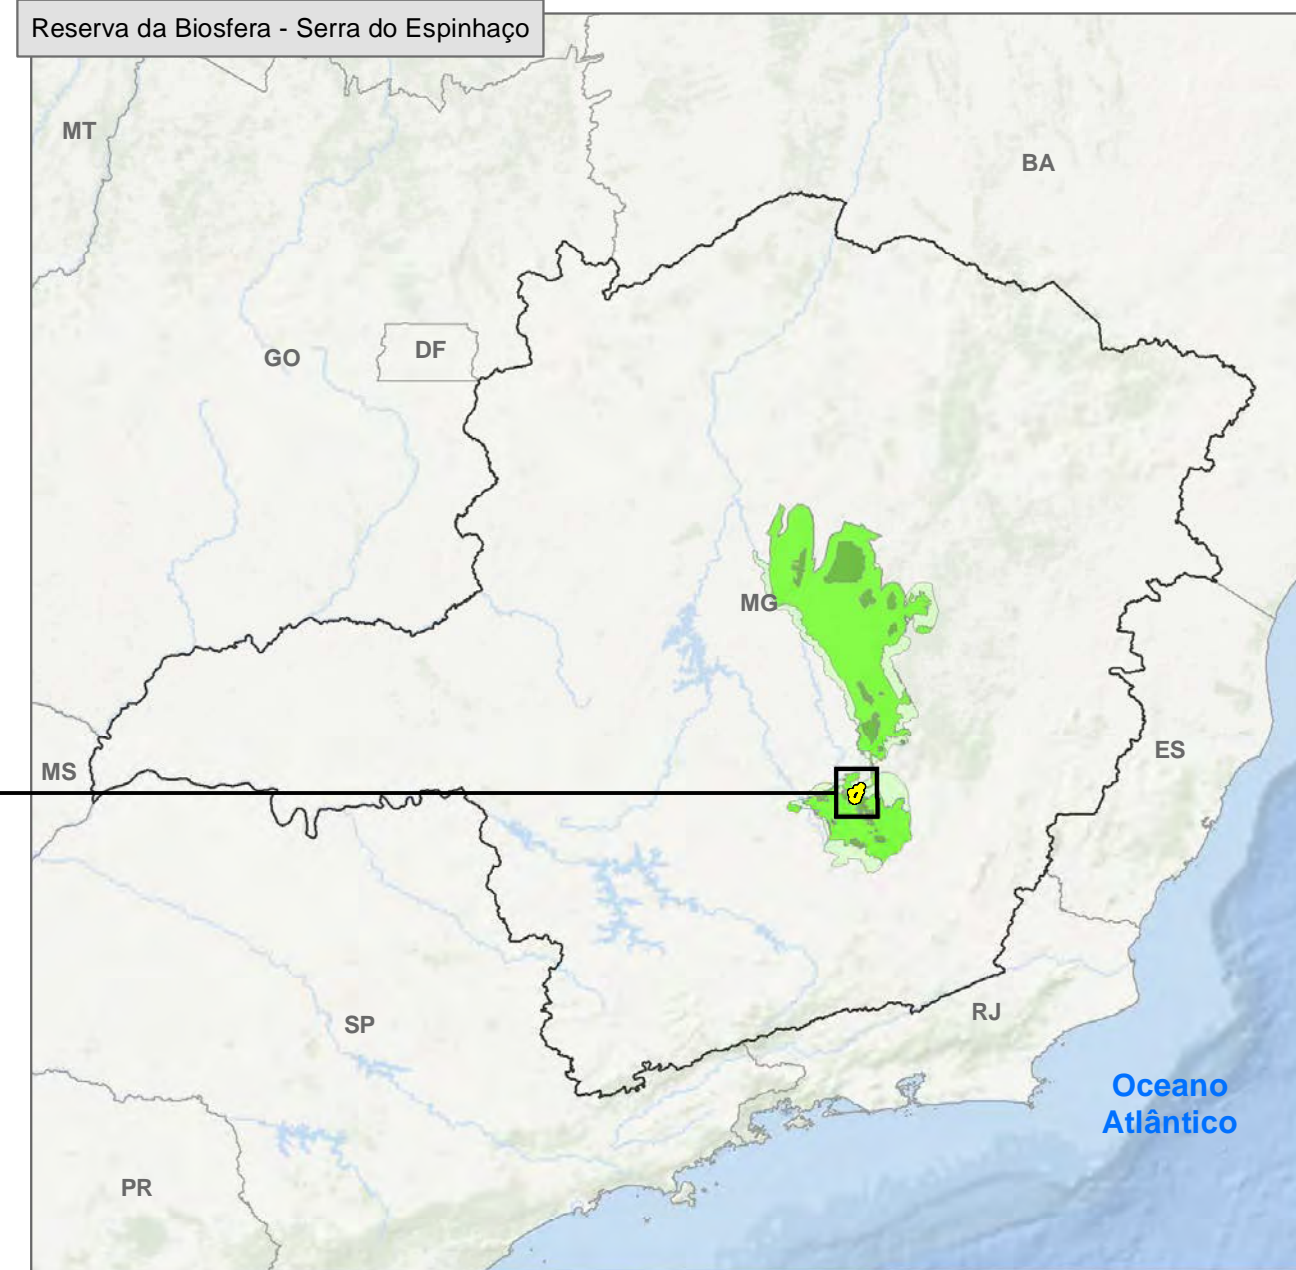 Reserva da Biosfera - Serra do Espinhaço
MT
BA
GO
DF
MG
ES
MS
SP
RJ
Oceano
Atlântico
PR